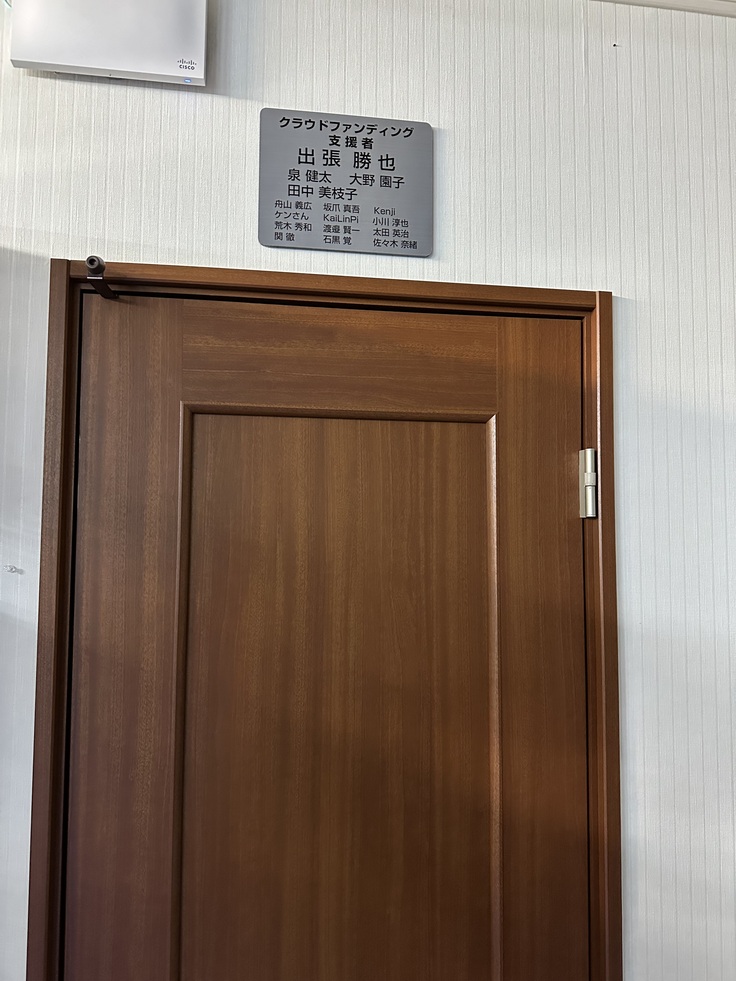 CISCO
クラウドファンディング
支援者
出張 勝也
泉 健太 大野 園子
田中 美枝子
舟山 義広 坂爪 真吾 Kenji
ケンさん KaiLinPi 小川 淳也
荒木 秀和 渡邉 賢一 太田 英治
関 徹 石黒 覚 佐々木 奈緒